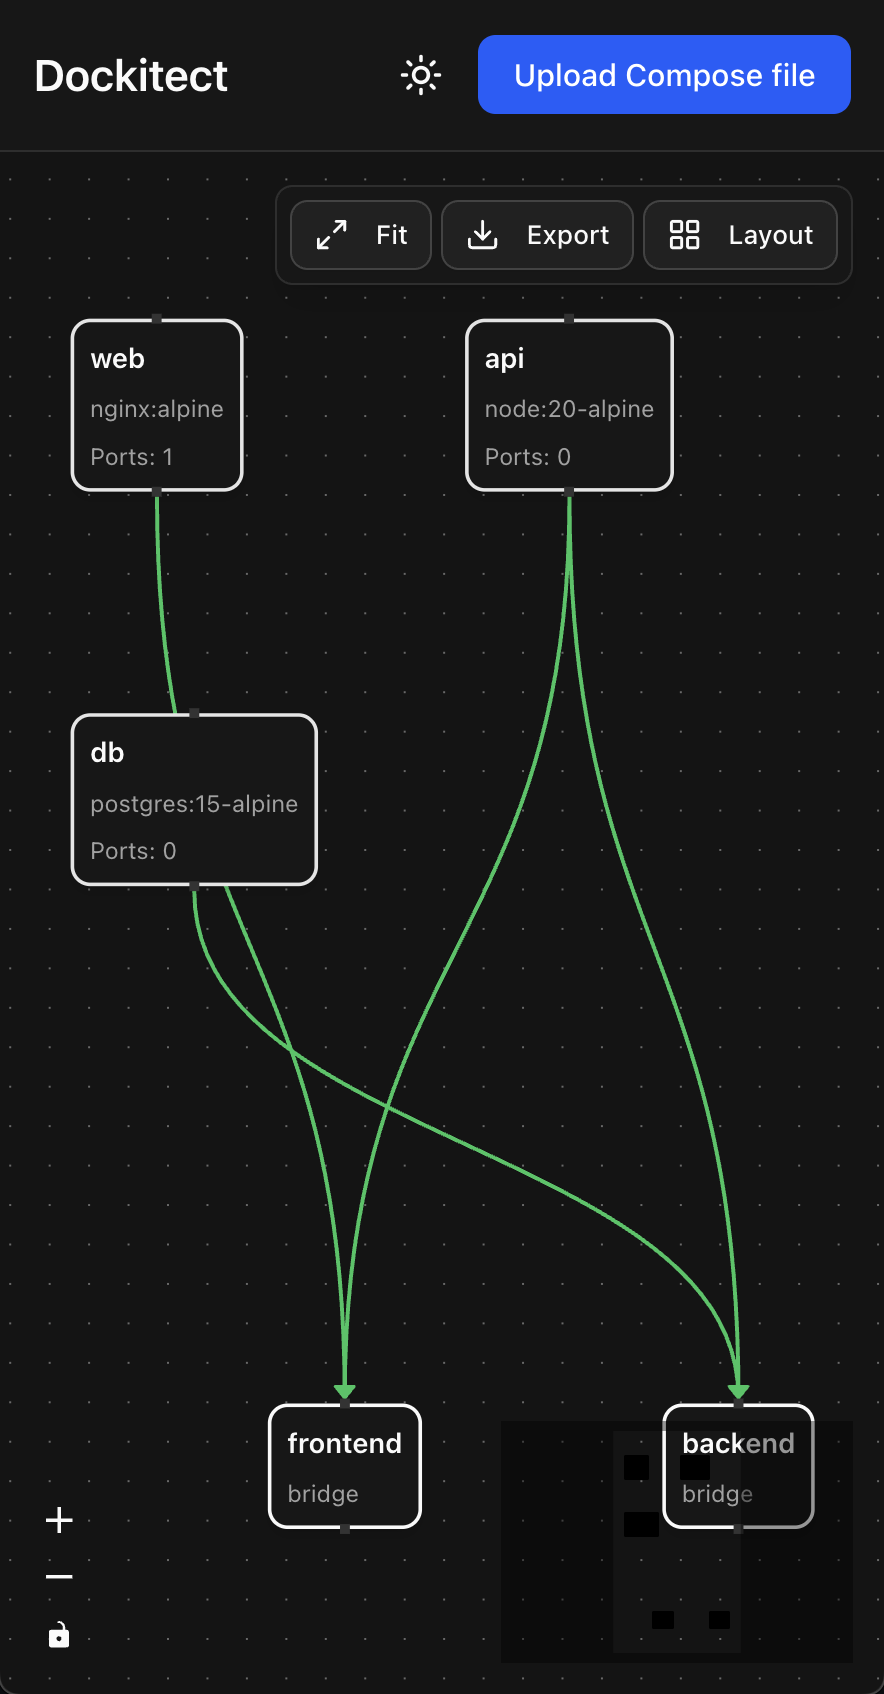 Dockitect
Upload Compose file
Fit
Export
Layout
web
nginx:alpine
Ports: 1
api
node:20-alpine
Ports: 0
db
postgres:15-alpine
Ports: 0
frontend
bridge
backend
bridge